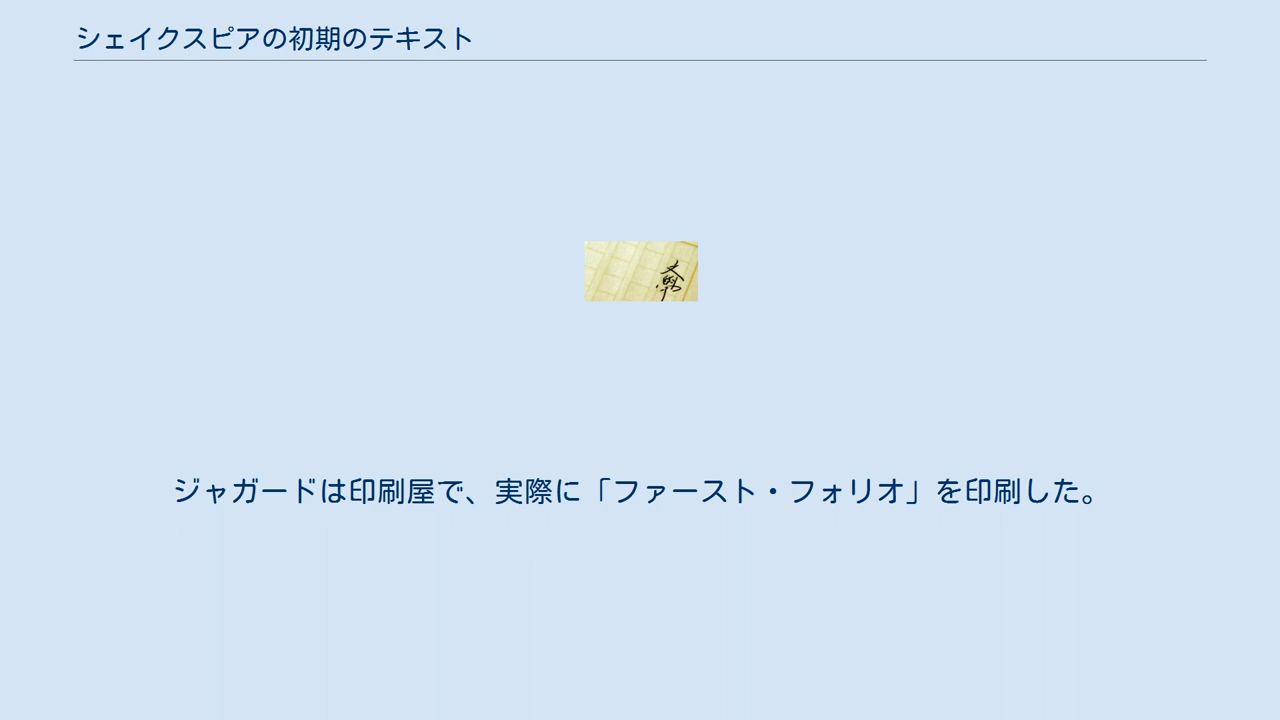 シェイクスピアの初期のテキスト
ジャガードは印刷屋で、実際に「ファースト・フォリオ」を印刷した。